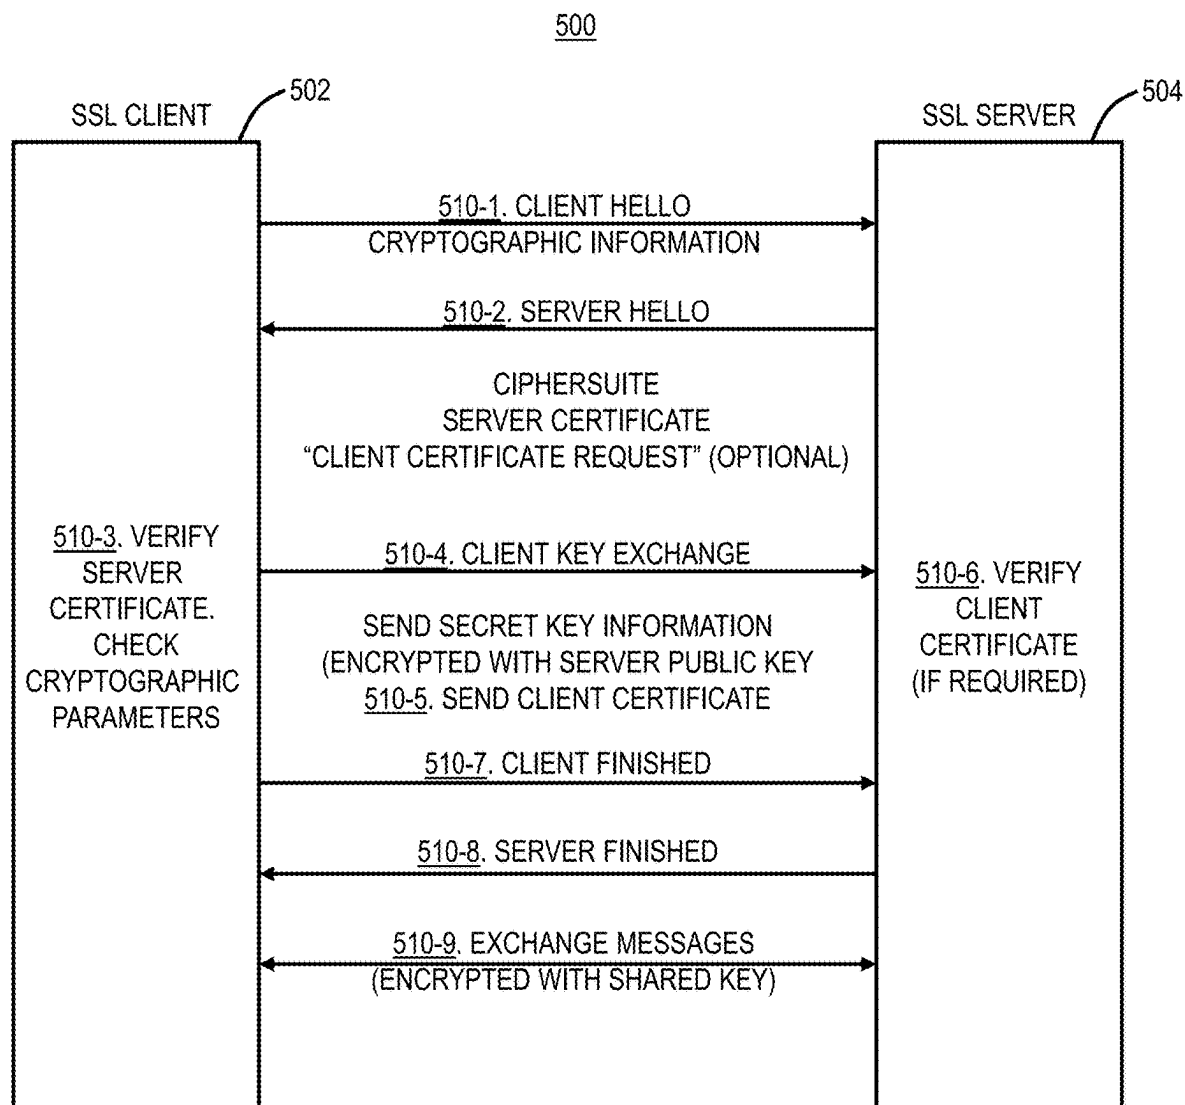 500
502
SSL CLIENT
504
SSL SERVER
510-1. CLIENT HELLO
CRYPTOGRAPHIC INFORMATION
510-2. SERVER HELLO
CIPHERSUITE
SERVER CERTIFICATE
“CLIENT CERTIFICATE REQUEST” (OPTIONAL)
510-3. VERIFY
SERVER
CERTIFICATE.
CHECK
CRYPTOGRAPHIC
PARAMETERS
510-4. CLIENT KEY EXCHANGE
SEND SECRET KEY INFORMATION
(ENCRYPTED WITH SERVER PUBLIC KEY
510-5. SEND CLIENT CERTIFICATE
510-6. VERIFY
CLIENT
CERTIFICATE
(IF REQUIRED)
510-7. CLIENT FINISHED
510-8. SERVER FINISHED
510-9. EXCHANGE MESSAGES
(ENCRYPTED WITH SHARED KEY)